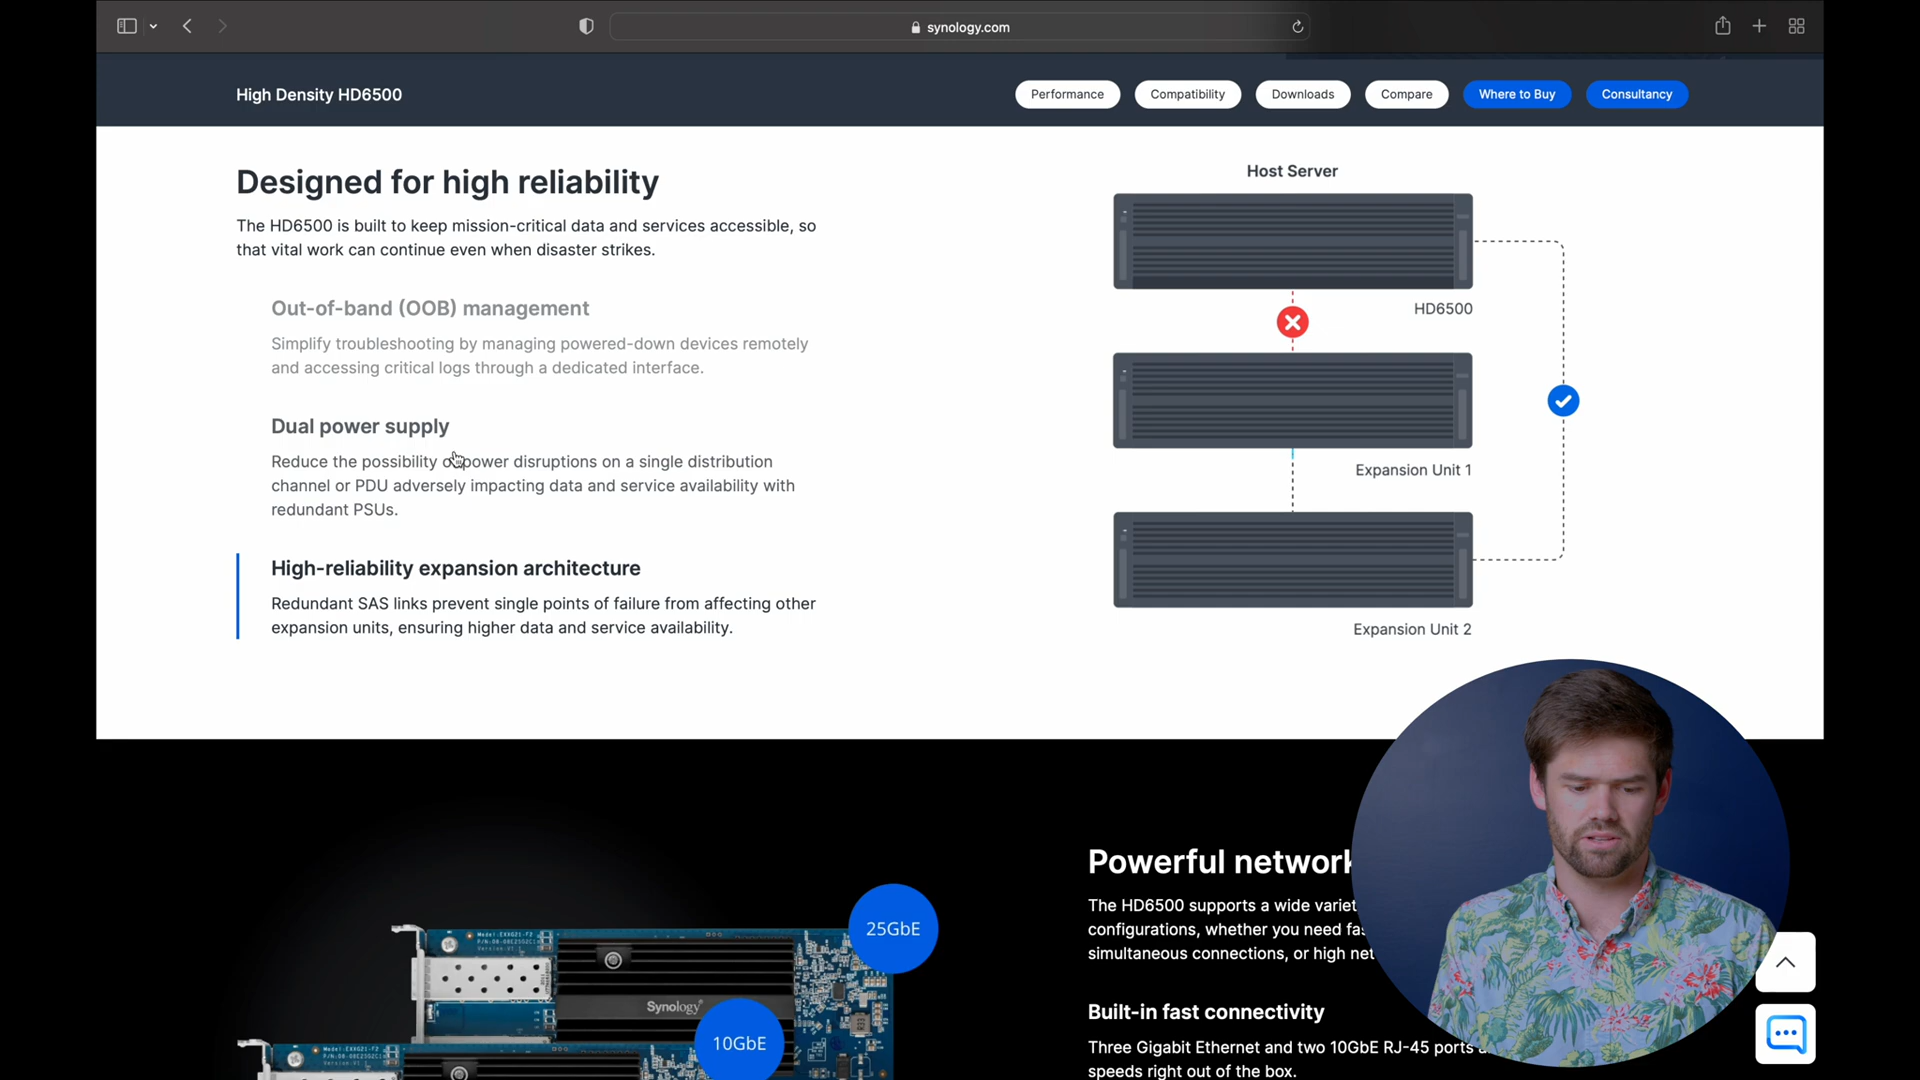 synology.com
High Density HD6500
Performance
Compatibility
Downloads
Compare
Where to Buy
Consultancy
Designed for high reliability
The HD6500 is built to keep mission-critical data and services accessible, so
that vital work can continue even when disaster strikes.
Out-of-band (OOB) management
Simplify troubleshooting by managing powered-down devices remotely
and accessing critical logs through a dedicated interface.
Dual power supply
Reduce the possibility of power disruptions on a single distribution
channel or PDU adversely impacting data and service availability with
redundant PSUs.
High-reliability expansion architecture
Redundant SAS links prevent single points of failure from affecting other
expansion units, ensuring higher data and service availability.
Host Server
HD6500
Expansion Unit 1
Expansion Unit 2
25GbE
Synology
10GbE
Powerful network
The HD6500 supports a wide variet
configurations, whether you need fas
simultaneous connections, or high net
Built-in fast connectivity
Three Gigabit Ethernet and two 10GbE RJ-45 ports
speeds right out of the box.